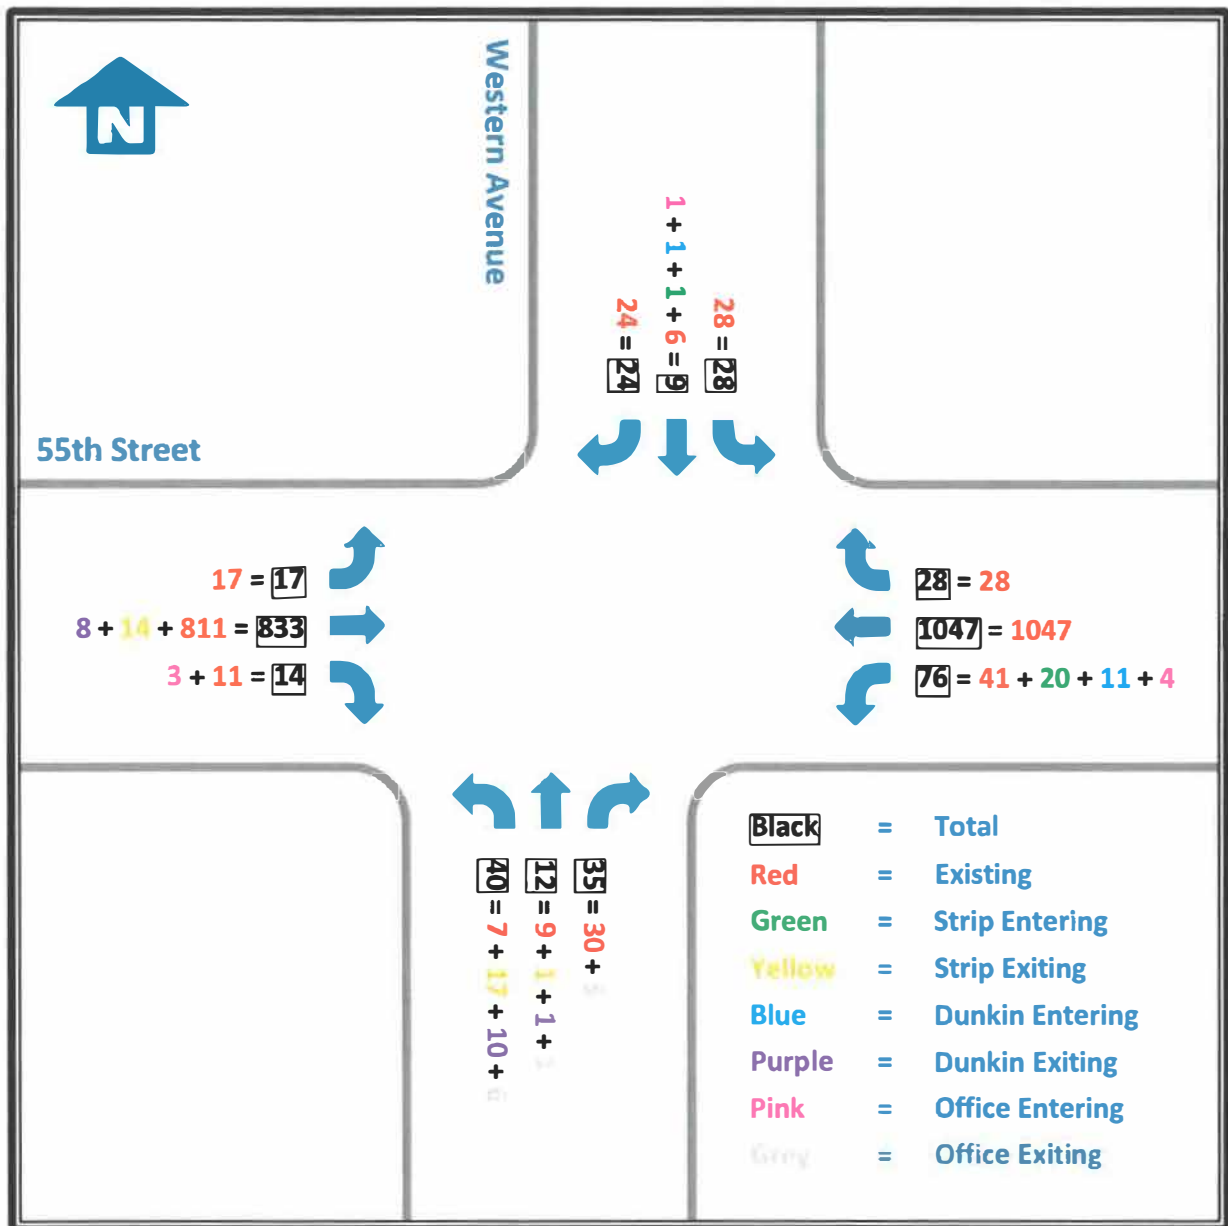 N
Western Avenue
1 + 1 + 1 + 6 = 9
28 = 28
24 = 24
55th Street
17 = 17
8 + 14 + 811 = 833
3 + 11 = 14
28 = 28
1047 = 1047
76 = 41 + 20 + 11 + 4
40 = 7 + 17 + 10 +
12 = 9 + 1 + 1 +
35 = 30 +
Black = Total
Red = Existing
Green = Strip Entering
Yellow = Strip Exiting
Blue = Dunkin Entering
Purple = Dunkin Exiting
Pink = Office Entering
Grey = Office Exiting